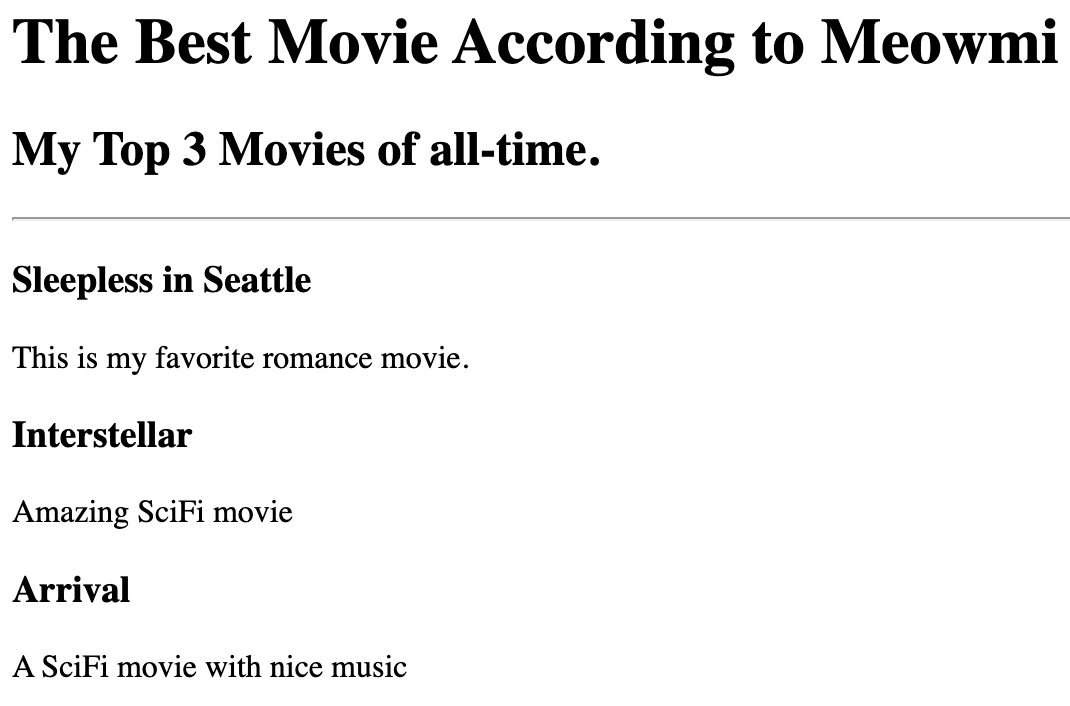 The Best Movie According to Meowmi
My Top 3 Movies of all-time.
Sleepless in Seattle
This is my favorite romance movie.
Interstellar
Amazing SciFi movie
Arrival
A SciFi movie with nice music